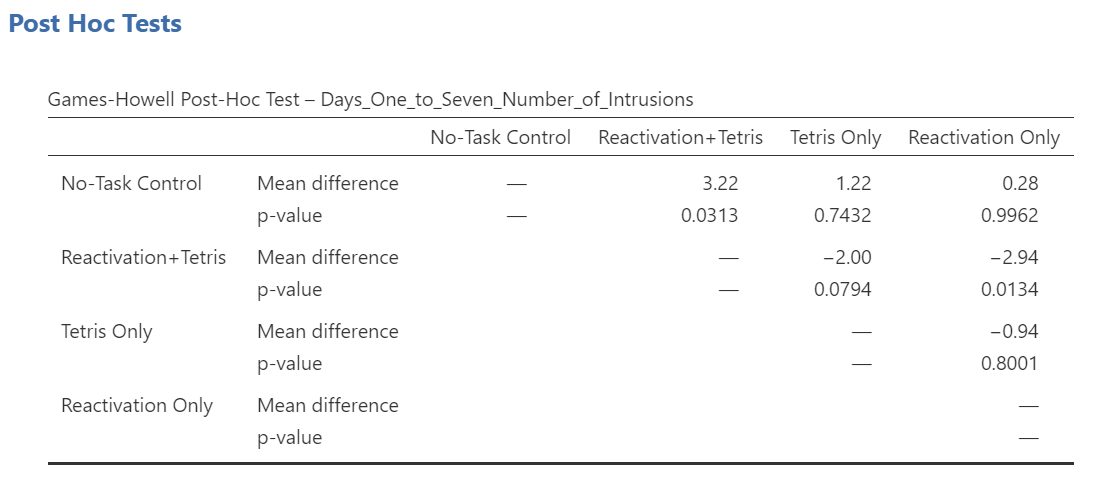 Post Hoc Tests
Games-Howell Post-Hoc Test – Days_One_to_Seven_Number_of_Intrusions
No-Task Control Reactivation+Tetris Tetris Only Reactivation Only
No-Task Control Mean difference — 3.22 1.22 0.28
p-value — 0.0313 0.7432 0.9962
Reactivation+Tetris Mean difference — −2.00 −2.94
p-value — 0.0794 0.0134
Tetris Only Mean difference — −0.94
p-value — 0.8001
Reactivation Only Mean difference —
p-value —